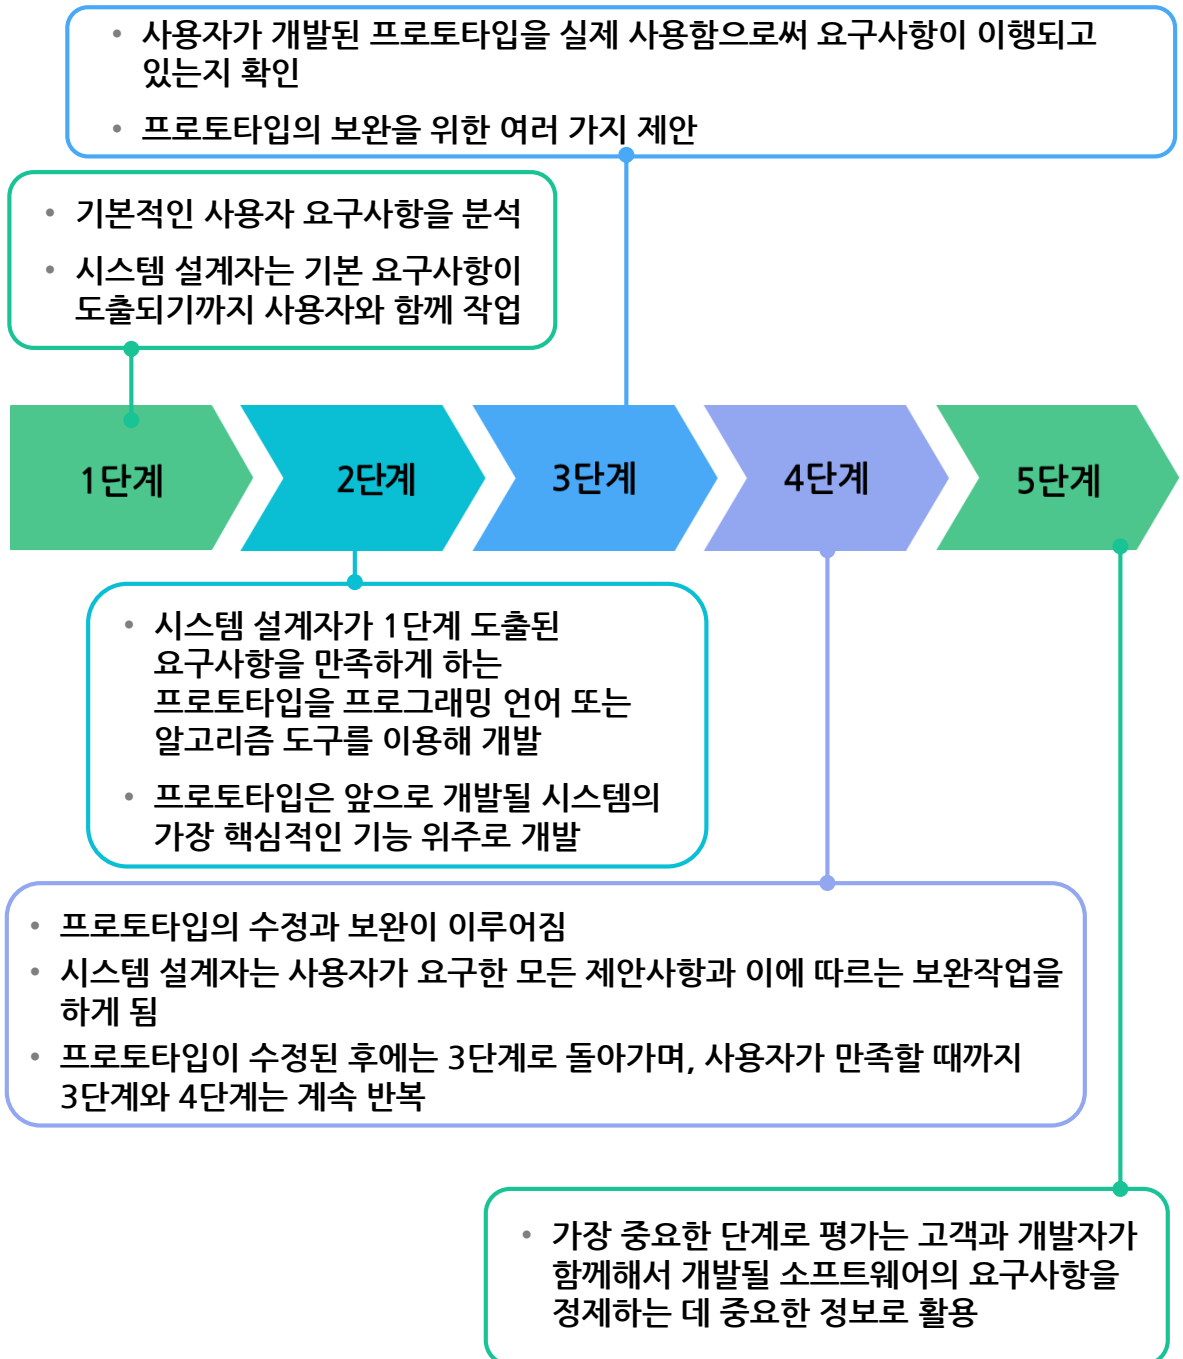 • 사용자가 개발된 프로토타입을 실제 사용함으로써 요구사항이 이행되고
있는지 확인
• 프로토타입의 보완을 위한 여러 가지 제안
• 기본적인 사용자 요구사항을 분석
• 시스템 설계자는 기본 요구사항이
도출되기까지 사용자와 함께 작업
1단계
2단계
3단계
4단계
5단계
• 시스템 설계자가 1단계 도출된
요구사항을 만족하게 하는
프로토타입을 프로그래밍 언어 또는
알고리즘 도구를 이용해 개발
• 프로토타입은 앞으로 개발될 시스템의
가장 핵심적인 기능 위주로 개발
• 프로토타입의 수정과 보완이 이루어짐
• 시스템 설계자는 사용자가 요구한 모든 제안사항과 이에 따르는 보완작업을
하게 됨
• 프로토타입이 수정된 후에는 3단계로 돌아가며, 사용자가 만족할 때까지
3단계와 4단계는 계속 반복
• 가장 중요한 단계로 평가는 고객과 개발자가
함께해서 개발될 소프트웨어의 요구사항을
정제하는 데 중요한 정보로 활용